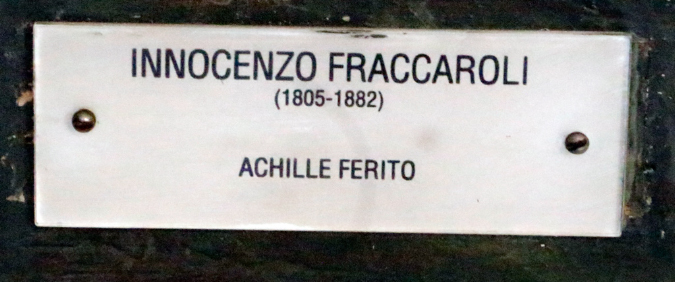 INNOCENZO FRACCAROLI
(1805-1882)
ACHILLE FERITO